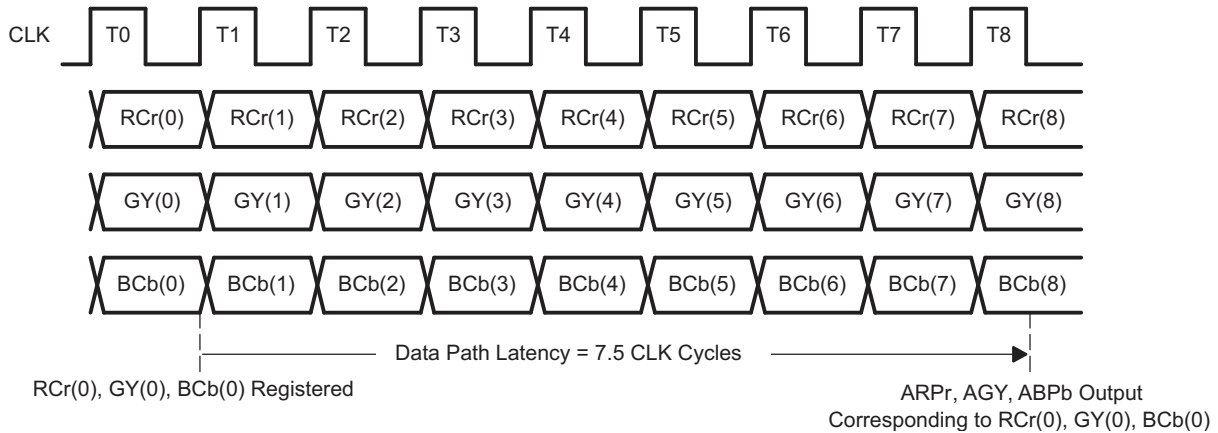 CLK T0 T1 T2 T3 T4 T5 T6 T7 T8
RCr(0) RCr(1) RCr(2) RCr(3) RCr(4) RCr(5) RCr(6) RCr(7) RCr(8)
GY(0) GY(1) GY(2) GY(3) GY(4) GY(5) GY(6) GY(7) GY(8)
BCb(0) BCb(1) BCb(2) BCb(3) BCb(4) BCb(5) BCb(6) BCb(7) BCb(8)
Data Path Latency = 7.5 CLK Cycles
RCr(0), GY(0), BCb(0) Registered
ARPr, AGY, ABPb Output
Corresponding to RCr(0), GY(0), BCb(0)